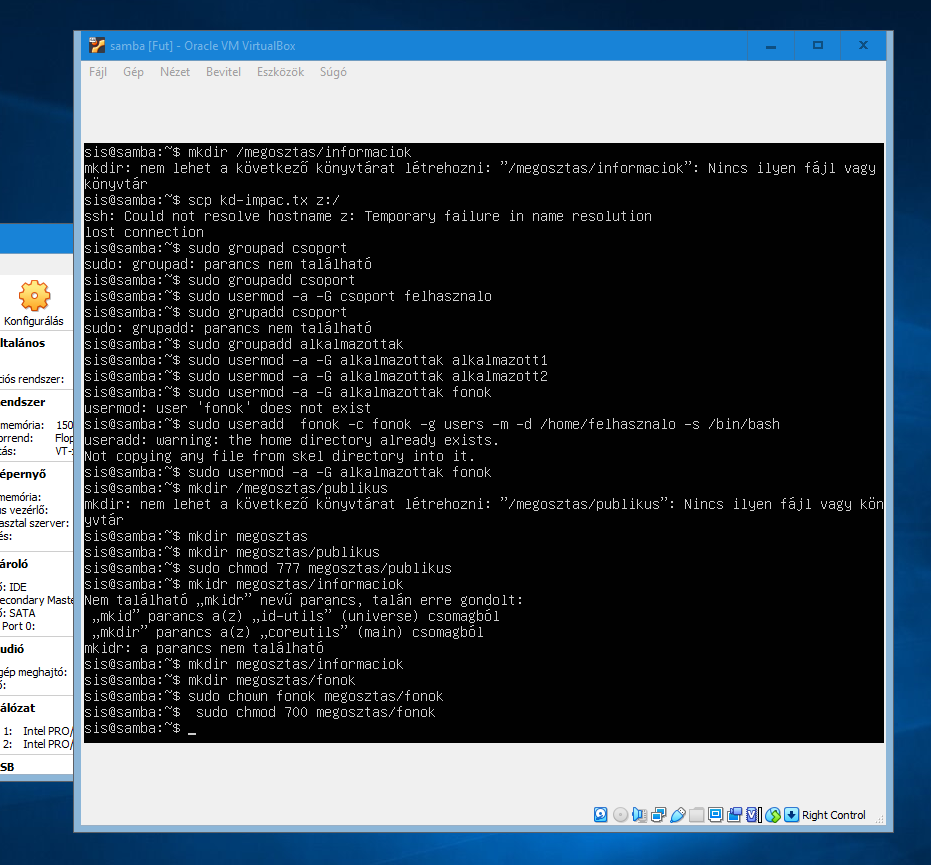 samba [Fut] - Oracle VM VirtualBox
Fájl Gép Nézet Bevitel Eszközök Súgó
sis@samba:~$ mkdir /megosztas/informaciok
mkdir: nem lehet a következő könyvtárat létrehozni: ”/megosztas/informaciok”: Nincs ilyen fájl vagy
könyvtár
sis@samba:~$ scp kd-impac.tx z:/
ssh: Could not resolve hostname z: Temporary failure in name resolution
lost connection
sis@samba:~$ sudo groupad csoport
sudo: groupad: parancs nem található
sis@samba:~$ sudo groupadd csoport
sis@samba:~$ sudo usermod -a -G csoport felhasznalo
sis@samba:~$ sudo grupadd csoport
sudo: grupadd: parancs nem található
sis@samba:~$ sudo groupadd alkalmazottak
sis@samba:~$ sudo usermod -a -G alkalmazottak alkalmazott1
sis@samba:~$ sudo usermod -a -G alkalmazottak alkalmazott2
sis@samba:~$ sudo usermod -a -G alkalmazottak fonok
usermod: user 'fonok' does not exist
sis@samba:~$ sudo useradd  fonok -c fonok -g users -m -d /home/felhasznalo -s /bin/bash
useradd: warning: the home directory already exists.
Not copying any file from skel directory into it.
sis@samba:~$ sudo usermod -a -G alkalmazottak fonok
sis@samba:~$ mkdir /megosztas/publikus
mkdir: nem lehet a következő könyvtárat létrehozni: ”/megosztas/publikus”: Nincs ilyen fájl vagy kön
yvtár
sis@samba:~$ mkdir megosztas
sis@samba:~$ mkdir megosztas/publikus
sis@samba:~$ sudo chmod 777 megosztas/publikus
sis@samba:~$ mkidr megosztas/informaciok
Nem található „mkidr” nevű parancs, talán erre gondolt:
„mkid” parancs a(z) „id-utils” (universe) csomagból
„mkdir” parancs a(z) „coreutils” (main) csomagból
mkidr: a parancs nem található
sis@samba:~$ mkdir megosztas/informaciok
sis@samba:~$ mkdir megosztas/fonok
sis@samba:~$ sudo chown fonok megosztas/fonok
sis@samba:~$  sudo chmod 700 megosztas/fonok
sis@samba:~$ _
Right Control
Konfigurálás
ltalános
ciós rendszer:
endszer
memória: 150
orrend: Flop
tás: VT-
épernyő
memória:
us vezérlő:
asztal szerver:
és:
ároló
ő: IDE
econdary Maste
ő: SATA
Port 0:
udió
gép meghajtó:
ő:
álózat
1: Intel PRO/
2: Intel PRO/
SB